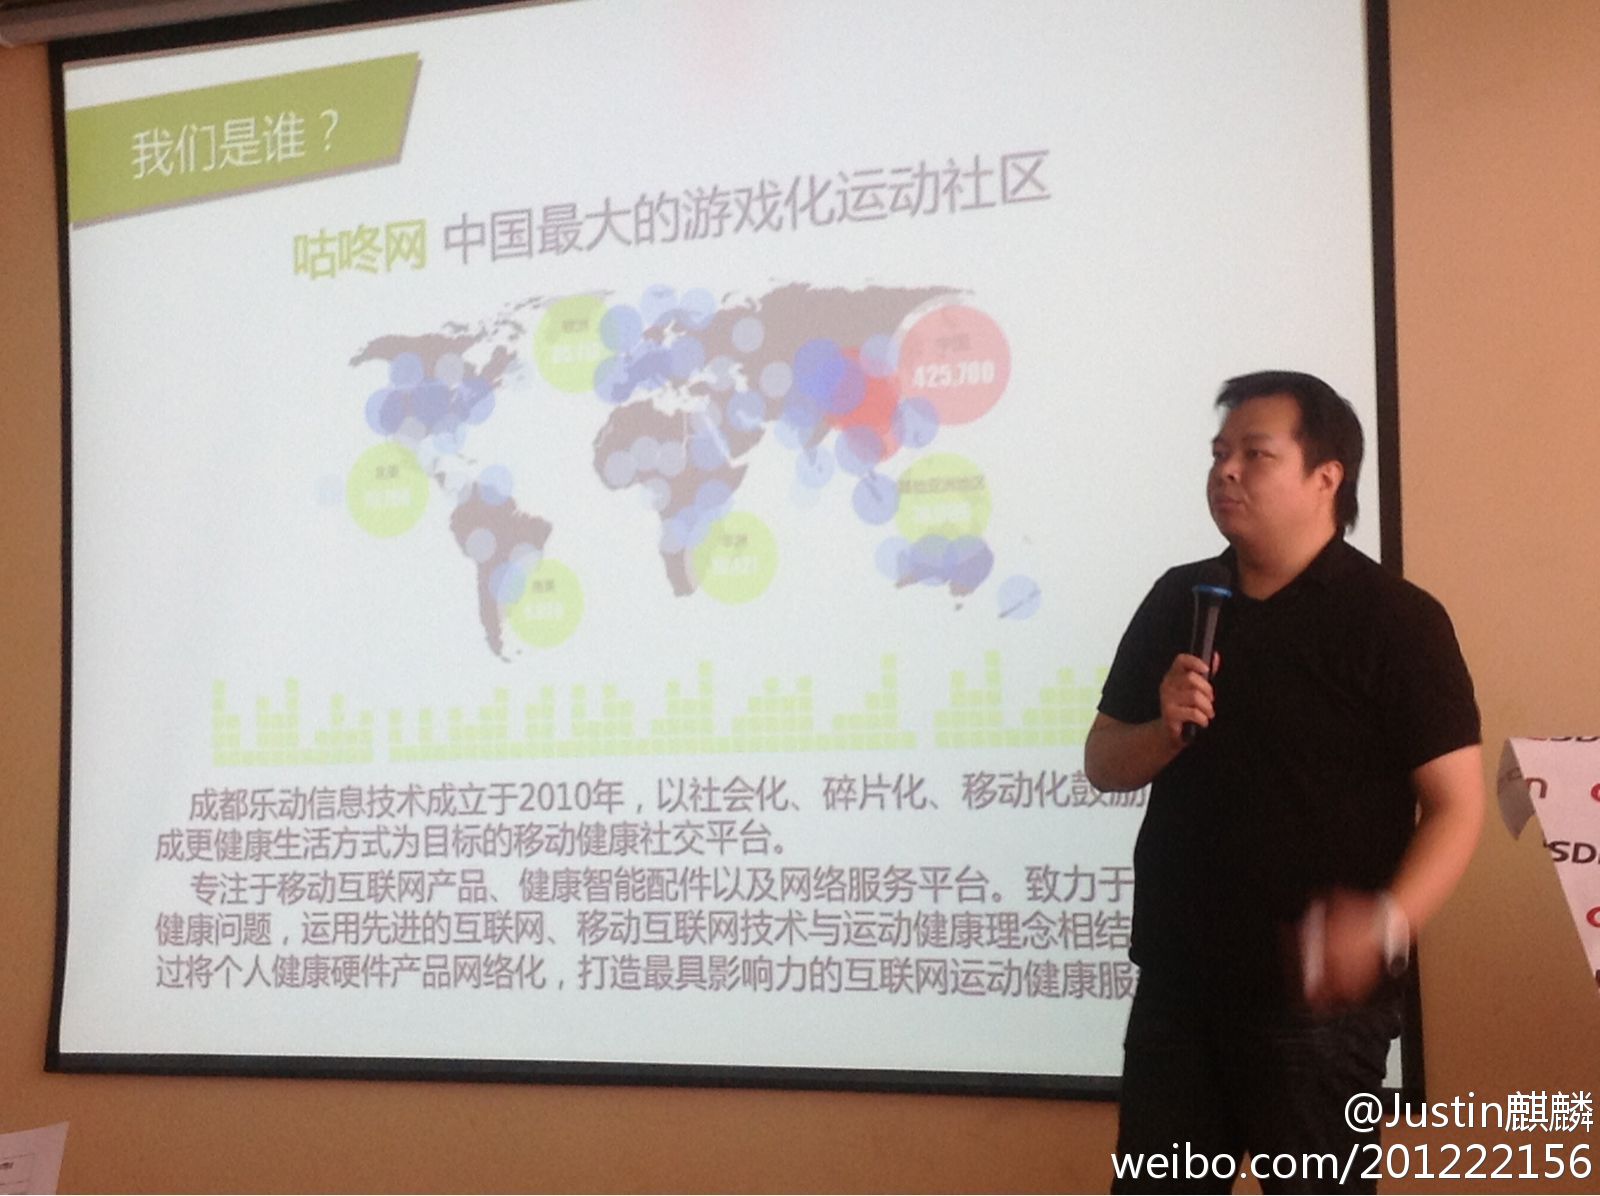 我们是谁？
咕咚网 中国最大的游戏化运动社区
中国
425,700
其他亚洲地区
成都乐动信息技术成立于2010年，以社会化、碎片化、移动化鼓励
成更健康生活方式为目标的移动健康社交平台。
专注于移动互联网产品、健康智能配件以及网络服务平台。致力于
健康问题，运用先进的互联网、移动互联网技术与运动健康理念相结
过将个人健康硬件产品网络化，打造最具影响力的互联网运动健康服
@Justin麒麟
weibo.com/201222156